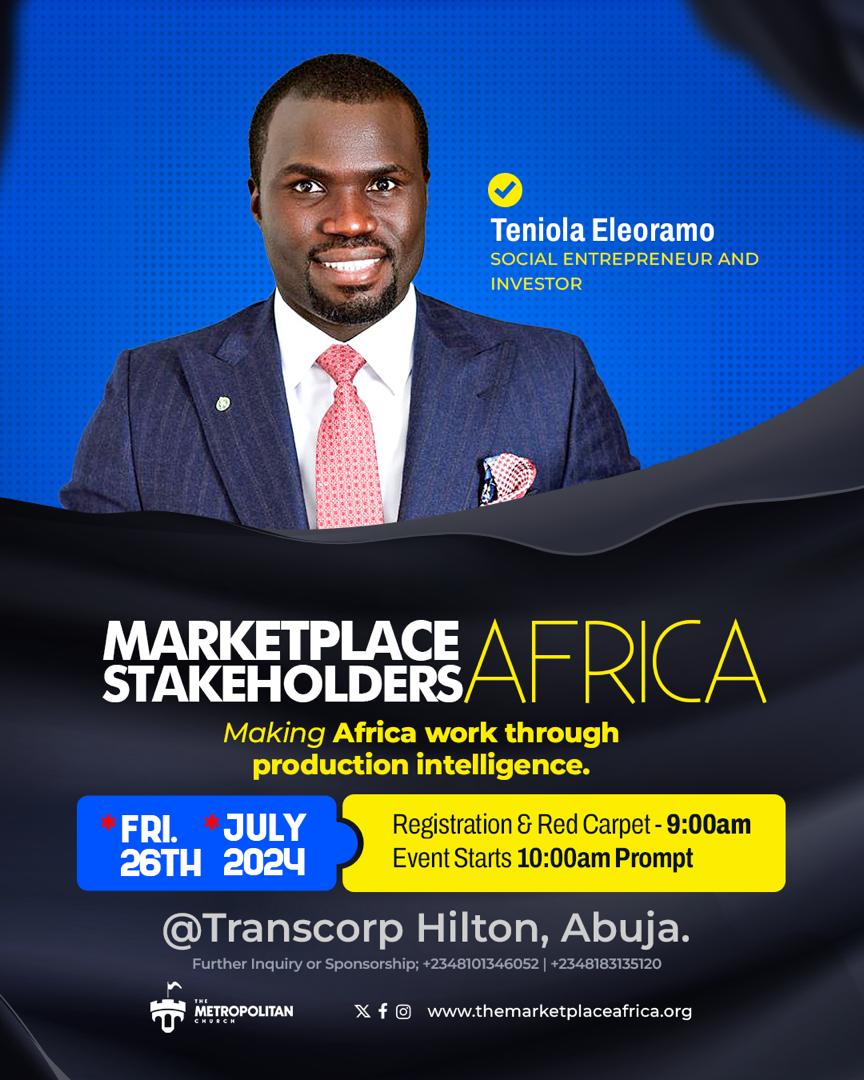 Teniola Eleoramo
SOCIAL ENTREPRENEUR AND
INVESTOR
MARKETPLACE
STAKEHOLDERS AFRICA
Making Africa work through
production intelligence.
*FRI. *JULY
26TH 2024
Registration & Red Carpet - 9:00am
Event Starts 10:00am Prompt
@Transcorp Hilton, Abuja.
Further Inquiry or Sponsorship; +2348101346052 | +2348183135120
THE
METROPOLITAN
CHURCH
www.themarketplaceafrica.org